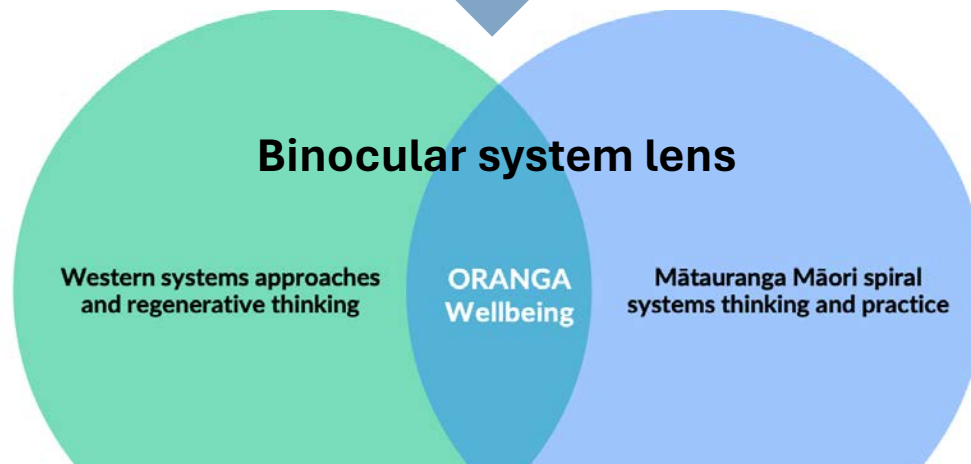 Binocular system lens
Western systems approaches
and regenerative thinking
ORANGA
Wellbeing
Mātauranga Māori spiral
systems thinking and practice